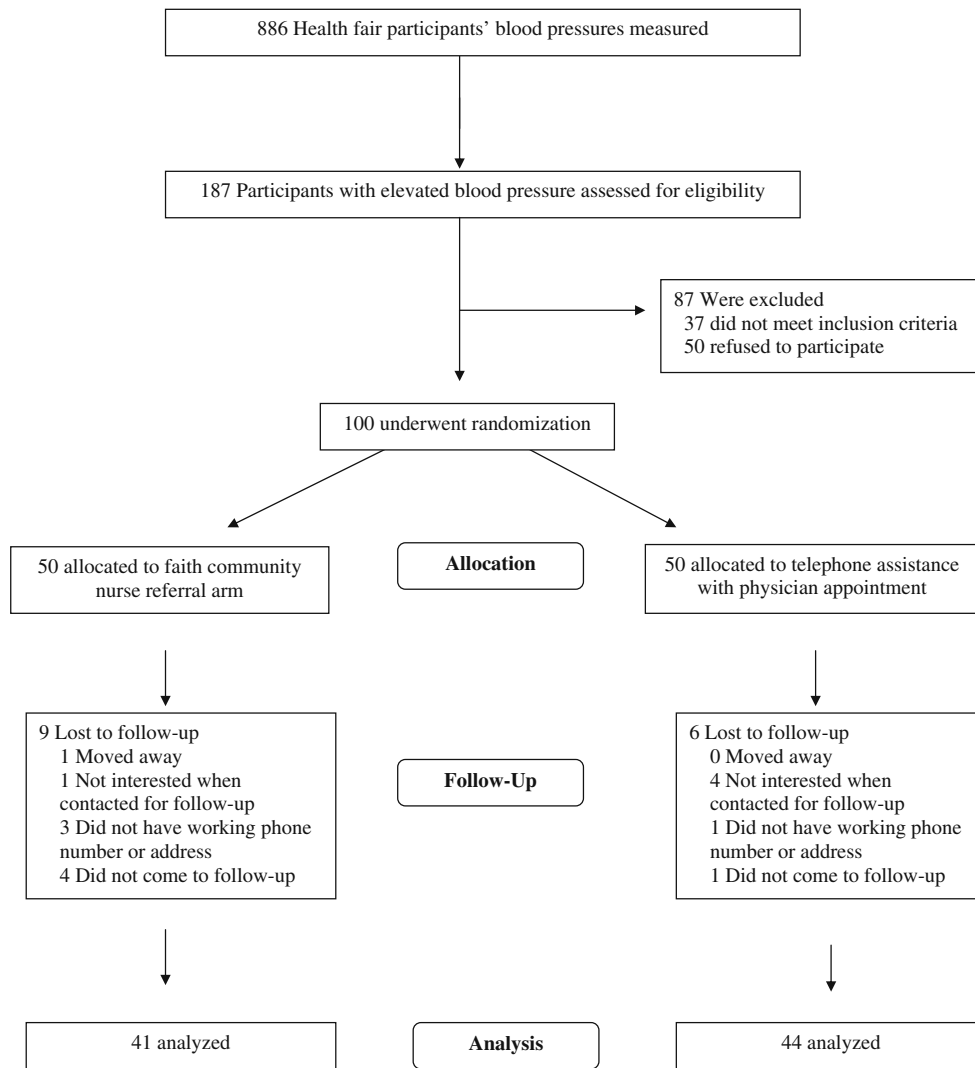 886 Health fair participants’ blood pressures measured
187 Participants with elevated blood pressure assessed for eligibility
87 Were excluded
37 did not meet inclusion criteria
50 refused to participate
100 underwent randomization
50 allocated to faith community
nurse referral arm
Allocation
50 allocated to telephone assistance
with physician appointment
9 Lost to follow-up
1 Moved away
1 Not interested when
contacted for follow-up
3 Did not have working phone
number or address
4 Did not come to follow-up
Follow-Up
6 Lost to follow-up
0 Moved away
4 Not interested when
contacted for follow-up
1 Did not have working phone
number or address
1 Did not come to follow-up
41 analyzed
Analysis
44 analyzed